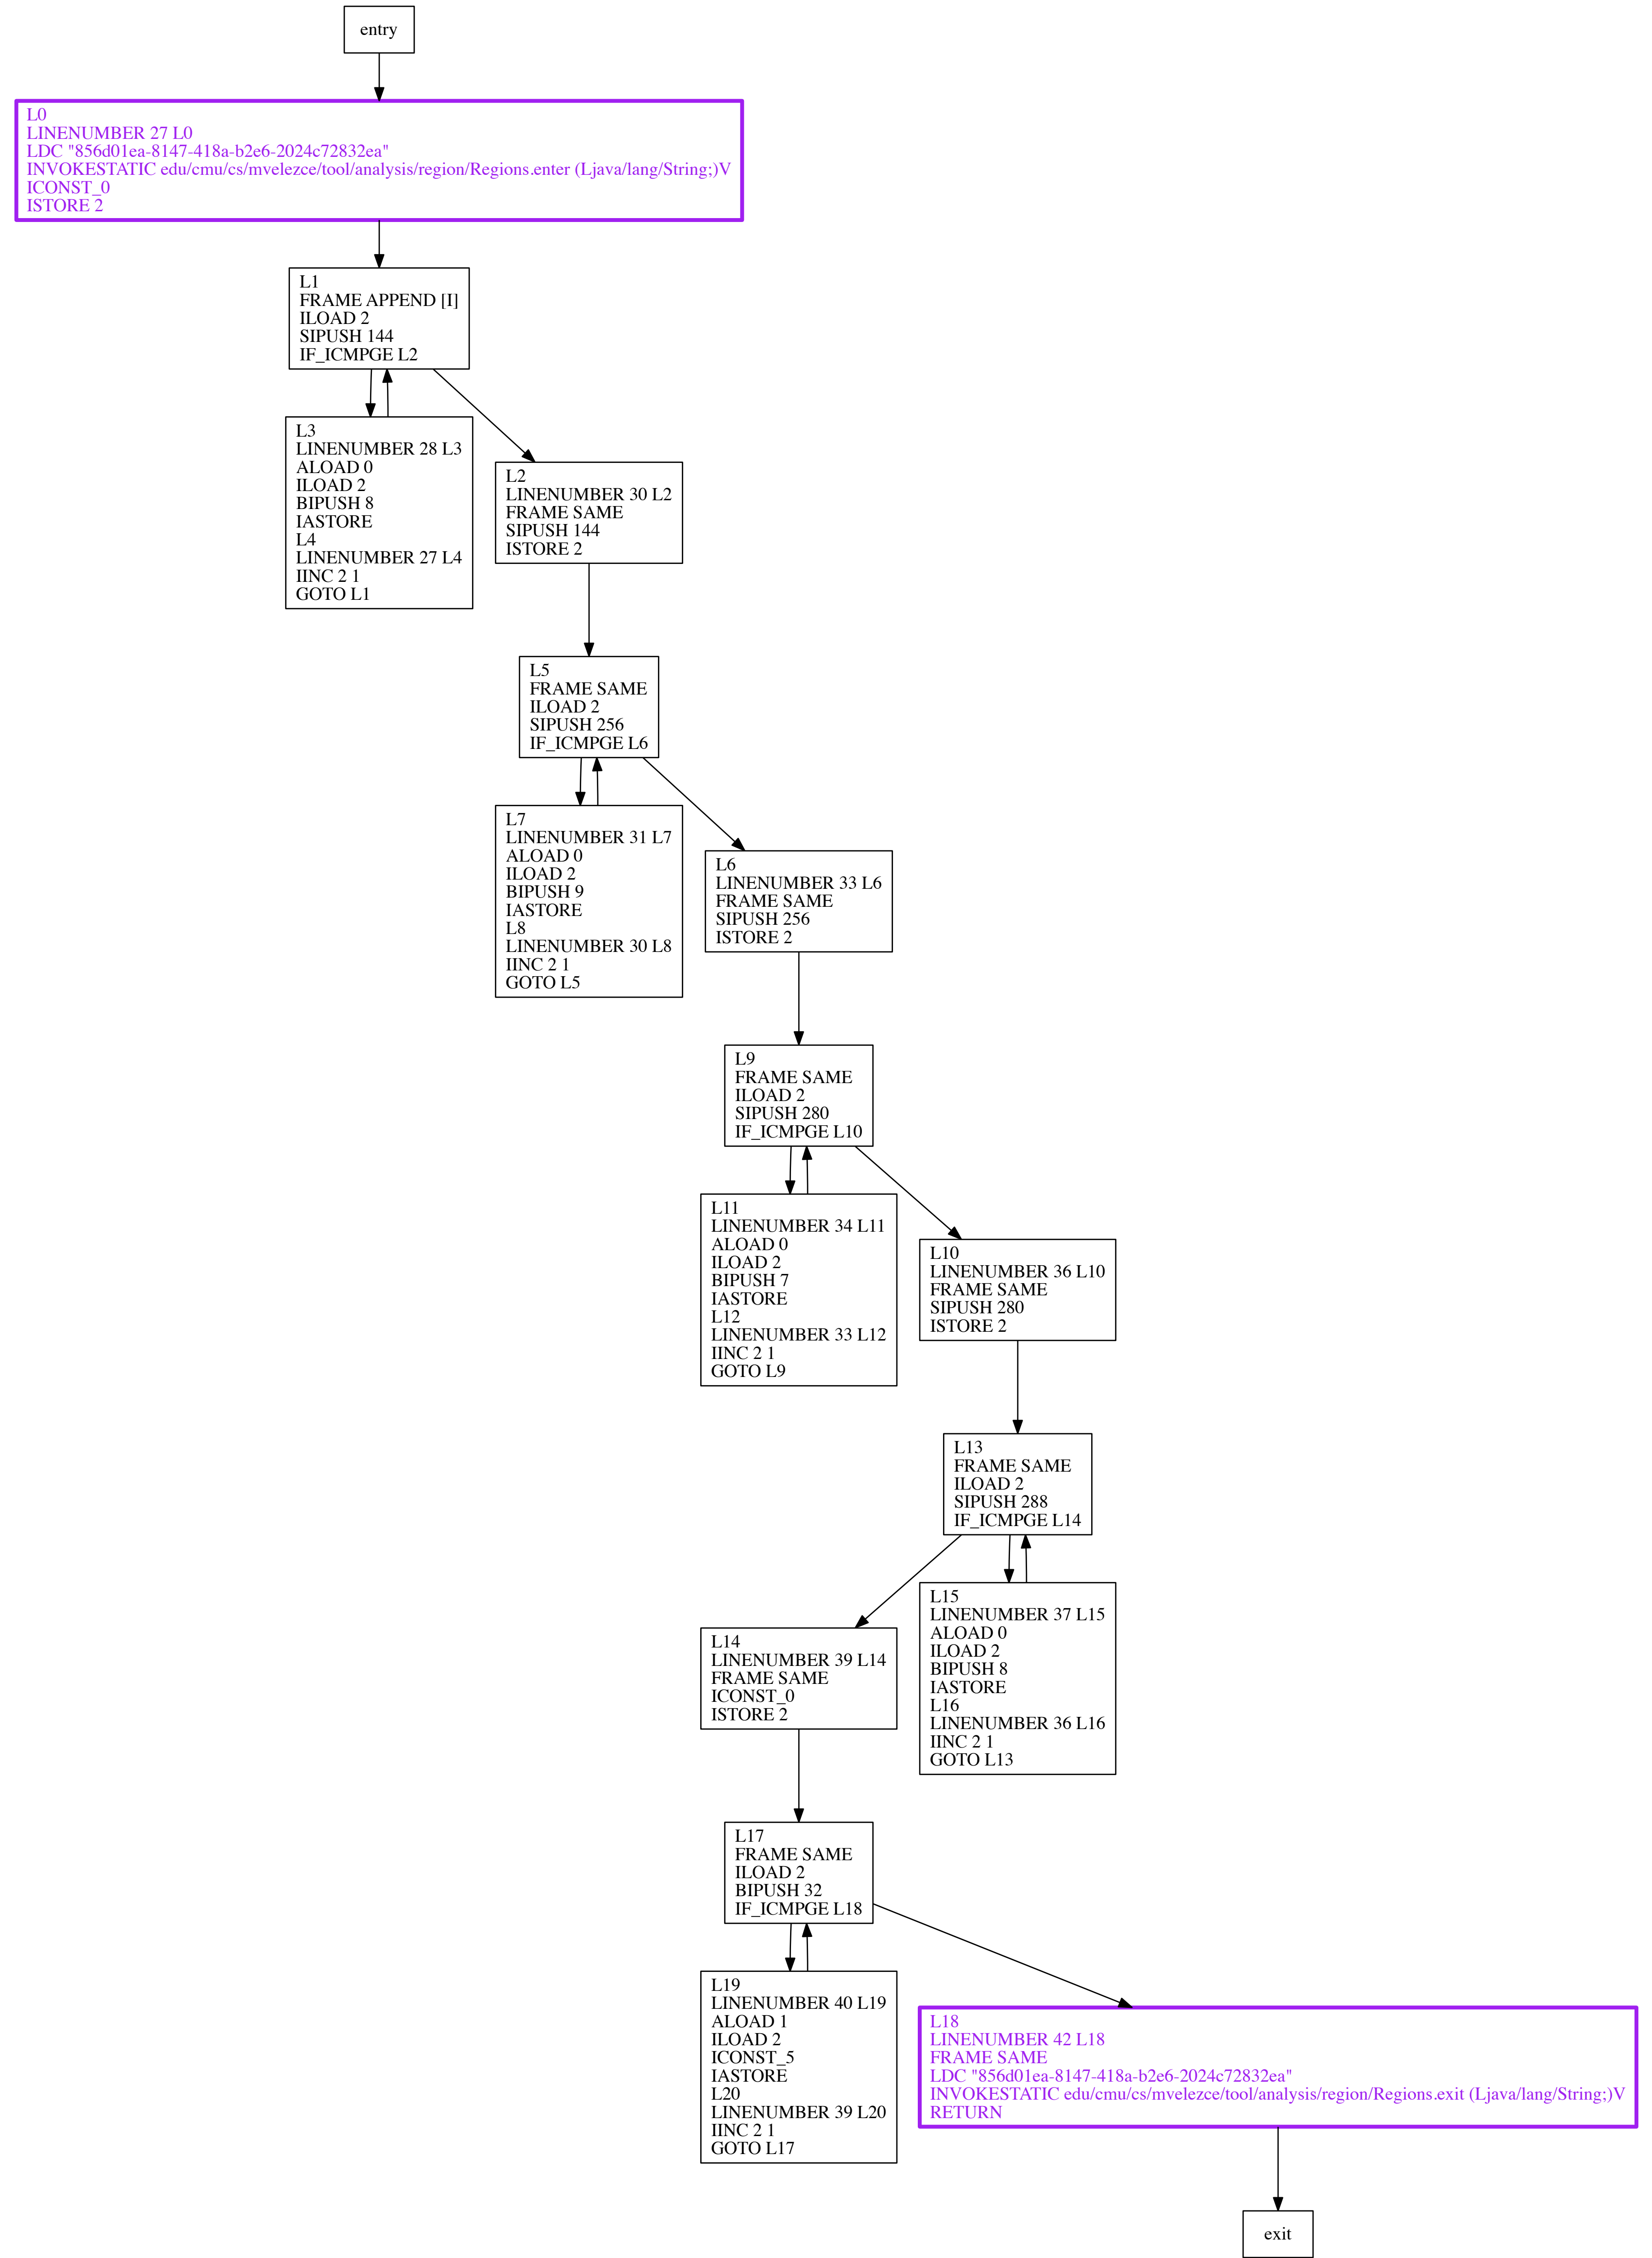 entry
L0
LINENUMBER 27 L0
LDC "856d01ea-8147-418a-b2e6-2024c72832ea"
INVOKESTATIC edu/cmu/cs/mvelezce/tool/analysis/region/Regions.enter (Ljava/lang/String;)V
ICONST_0
ISTORE 2
L1
FRAME APPEND [I]
ILOAD 2
SIPUSH 144
IF_ICMPGE L2
L3
LINENUMBER 28 L3
ALOAD 0
ILOAD 2
BIPUSH 8
IASTORE
L4
LINENUMBER 27 L4
IINC 2 1
GOTO L1
L2
LINENUMBER 30 L2
FRAME SAME
SIPUSH 144
ISTORE 2
L5
FRAME SAME
ILOAD 2
SIPUSH 256
IF_ICMPGE L6
L7
LINENUMBER 31 L7
ALOAD 0
ILOAD 2
BIPUSH 9
IASTORE
L8
LINENUMBER 30 L8
IINC 2 1
GOTO L5
L6
LINENUMBER 33 L6
FRAME SAME
SIPUSH 256
ISTORE 2
L9
FRAME SAME
ILOAD 2
SIPUSH 280
IF_ICMPGE L10
L11
LINENUMBER 34 L11
ALOAD 0
ILOAD 2
BIPUSH 7
IASTORE
L12
LINENUMBER 33 L12
IINC 2 1
GOTO L9
L10
LINENUMBER 36 L10
FRAME SAME
SIPUSH 280
ISTORE 2
L13
FRAME SAME
ILOAD 2
SIPUSH 288
IF_ICMPGE L14
L15
LINENUMBER 37 L15
ALOAD 0
ILOAD 2
BIPUSH 8
IASTORE
L16
LINENUMBER 36 L16
IINC 2 1
GOTO L13
L14
LINENUMBER 39 L14
FRAME SAME
ICONST_0
ISTORE 2
L17
FRAME SAME
ILOAD 2
BIPUSH 32
IF_ICMPGE L18
L19
LINENUMBER 40 L19
ALOAD 1
ILOAD 2
ICONST_5
IASTORE
L20
LINENUMBER 39 L20
IINC 2 1
GOTO L17
L18
LINENUMBER 42 L18
FRAME SAME
LDC "856d01ea-8147-418a-b2e6-2024c72832ea"
INVOKESTATIC edu/cmu/cs/mvelezce/tool/analysis/region/Regions.exit (Ljava/lang/String;)V
RETURN
exit